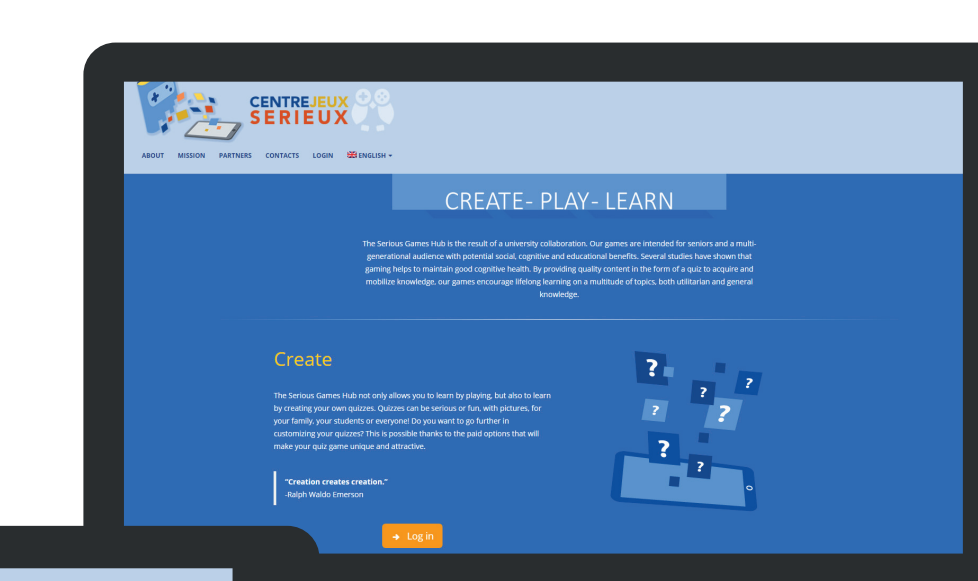 CENTREJEUX
SERIEUX
ABOUT MISSION PARTNERS CONTACTS LOGIN ENGLISH
CREATE- PLAY- LEARN
The Serious Games Hub is the result of a university collaboration. Our games are intended for seniors and a multi-
generational audience with potential social, cognitive and educational benefits. Several studies have shown that
gaming helps to maintain good cognitive health. By providing quality content in the form of a quiz to acquire and
mobilize knowledge, our games encourage lifelong learning on a multitude of topics, both utilitarian and general
knowledge.
Create
The Serious Games Hub not only allows you to learn by playing, but also to learn
by creating your own quizzes. Quizzes can be serious or fun, with pictures, for
your family, your students or everyone! Do you want to go further in
customizing your quizzes? This is possible thanks to the paid options that will
make your quiz game unique and attractive.
"Creation creates creation."
-Ralph Waldo Emerson
? ? ? ? ? ? ?
Log in